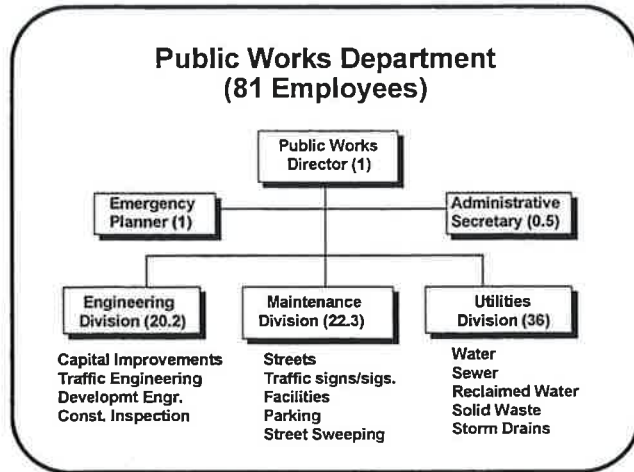 Public Works Department
(81 Employees)
Public Works
Director (1)
Emergency
Planner (1)
Administrative
Secretary (0.5)
Engineering
Division (20.2)
Maintenance
Division (22.3)
Utilities
Division (36)
Capital Improvements
Traffic Engineering
Developmt Engr.
Const. Inspection
Streets
Traffic signs/sigs.
Facilities
Parking
Street Sweeping
Water
Sewer
Reclaimed Water
Solid Waste
Storm Drains